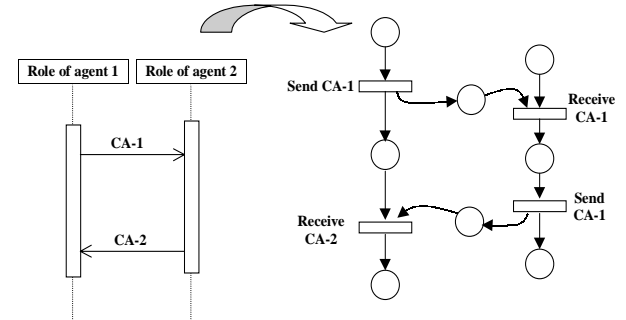 Role of agent 1
Role of agent 2
CA-1
CA-2
Send CA-1
Receive
CA-1
Send
CA-1
Receive
CA-2